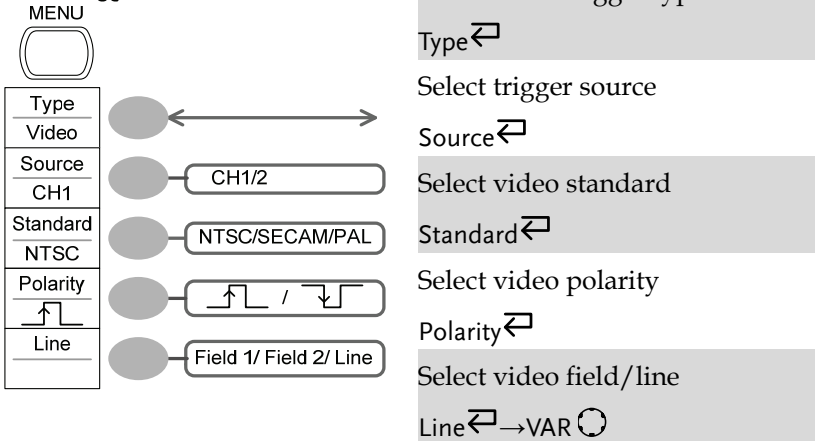 MENU
Type
Video
Source
CH1
CH1/2
Standard
NTSC
NTSC/SECAM/PAL
Polarity
/
Line
Field 1/ Field 2/ Line
Type
Select trigger source
Source
Select video standard
Standard
Select video polarity
Polarity
Select video field/line
Line→VAR